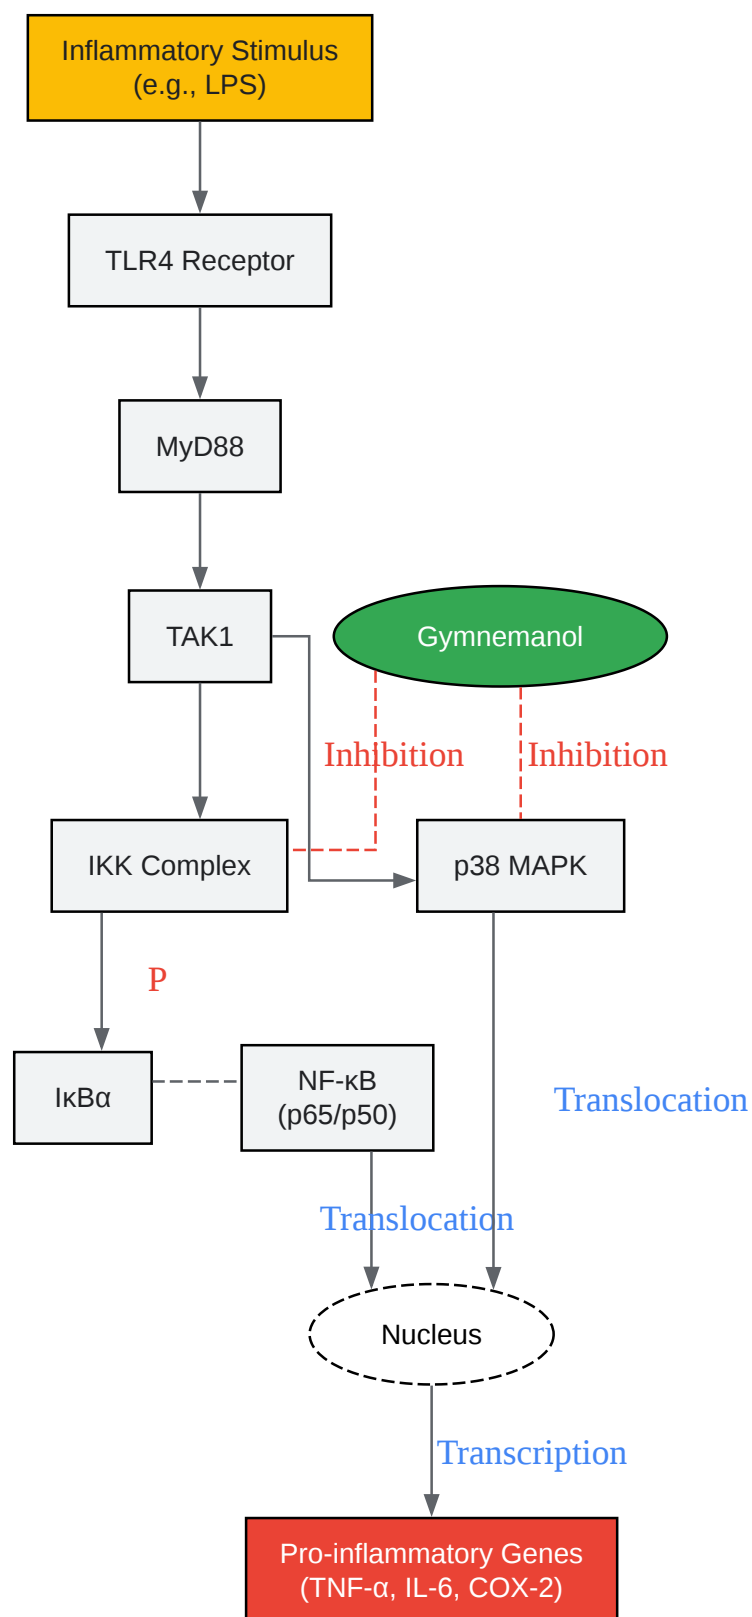 Inflammatory Stimulus
(e.g., LPS)
TLR4 Receptor
MyD88
TAK1
Gymnemanol
Inhibition
Inhibition
IKK Complex
p38 MAPK
P
IκBα
NF-κB
(p65/p50)
Translocation
Translocation
Nucleus
Transcription
Pro-inflammatory Genes
(TNF-α, IL-6, COX-2)